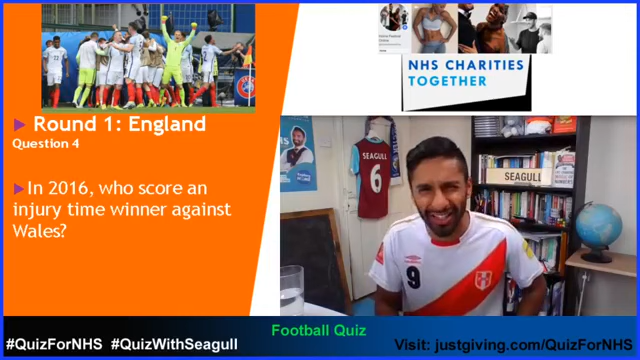 NHS CHARITIES
TOGETHER
Round 1: England
Question 4
In 2016, who score an
injury time winner against
Wales?
SEAGULL
6
SEAGULL
9
Football Quiz
#QuizForNHS #QuizWithSeagull
Visit: justgiving.com/QuizForNHS